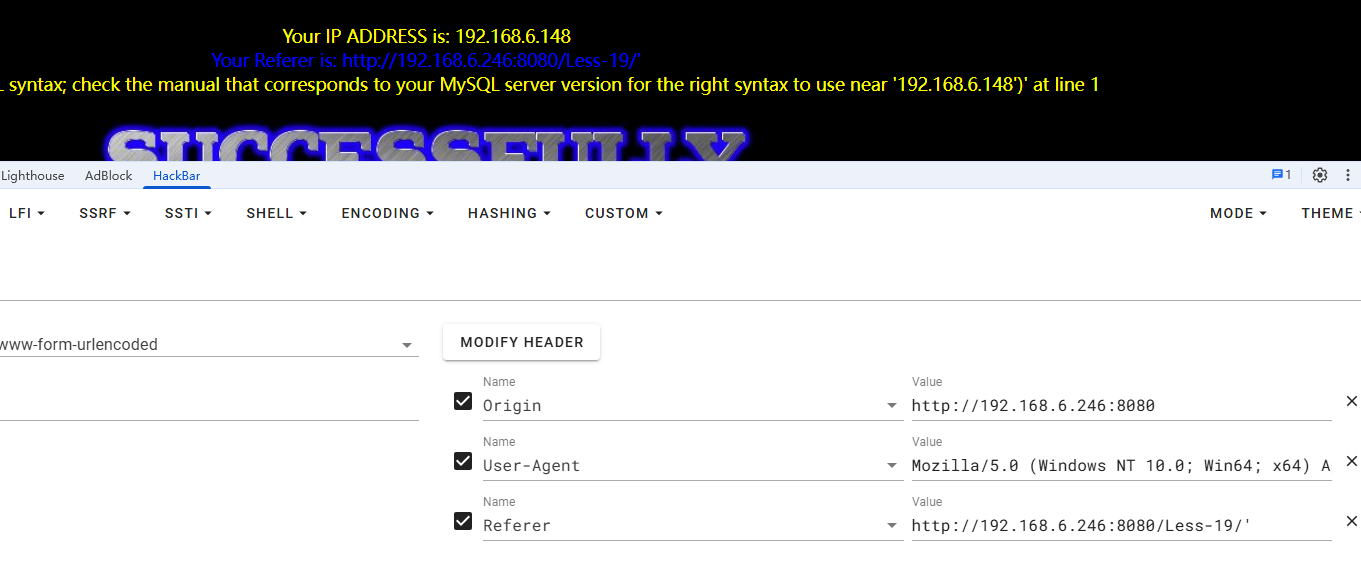 Your IP ADDRESS is: 192.168.6.148
Your Referer is: http://192.168.6.246:8080/Less-19/'
L syntax; check the manual that corresponds to your MySQL server version for the right syntax to use near '192.168.6.148')' at line 1
SUCCESSFULLY
Lighthouse AdBlock HackBar 1
LFI SSRF SSTI SHELL ENCODING HASHING CUSTOM MODE THEME
www-form-urlencoded
MODIFY HEADER
Name Value
Origin http://192.168.6.246:8080
Name Value
User-Agent Mozilla/5.0 (Windows NT 10.0; Win64; x64) A
Name Value
Referer http://192.168.6.246:8080/Less-19/'